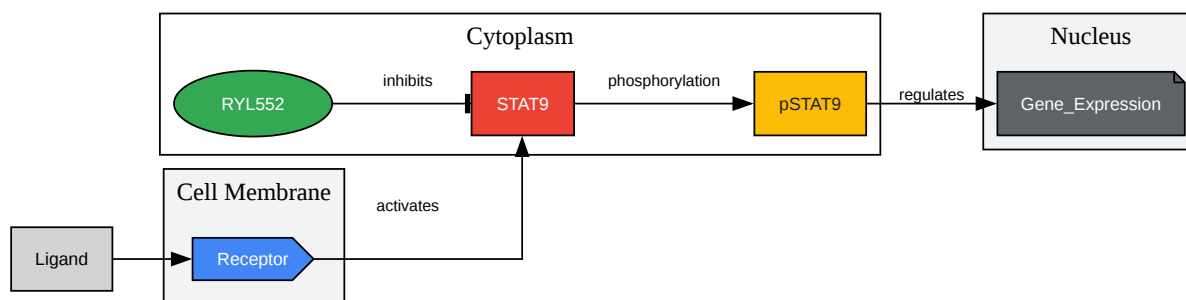 Cytoplasm
Nucleus
RYL552
inhibits
STAT9
phosphorylation
pSTAT9
regulates
Gene_Expression
Cell Membrane
activates
Ligand
Receptor